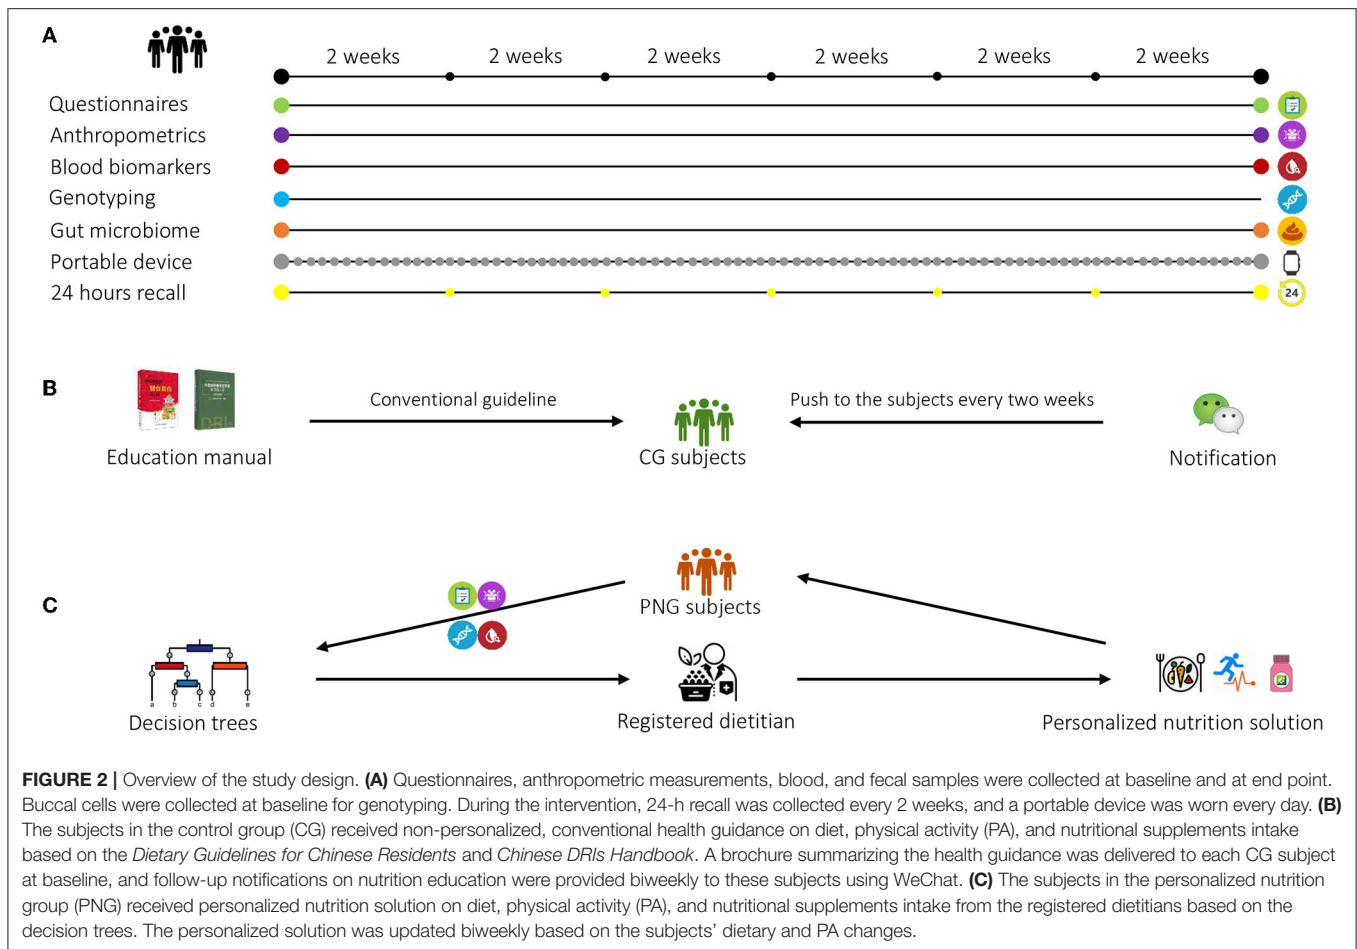 A
2 weeks 2 weeks 2 weeks 2 weeks 2 weeks 2 weeks
Questionnaires
Anthropometrics
Blood biomarkers
Genotyping
Gut microbiome
Portable device
24 hours recall
24
B
Conventional guideline
Push to the subjects every two weeks
Education manual
CG subjects
Notification
C
PNG subjects
a b c d e
Decision trees
Registered dietitian
Personalized nutrition solution
FIGURE 2 | Overview of the study design. (A) Questionnaires, anthropometric measurements, blood, and fecal samples were collected at baseline and at end point.
Buccal cells were collected at baseline for genotyping. During the intervention, 24-h recall was collected every 2 weeks, and a portable device was worn every day. (B)
The subjects in the control group (CG) received non-personalized, conventional health guidance on diet, physical activity (PA), and nutritional supplements intake
based on the Dietary Guidelines for Chinese Residents and Chinese DRIs Handbook. A brochure summarizing the health guidance was delivered to each CG subject
at baseline, and follow-up notifications on nutrition education were provided biweekly to these subjects using WeChat. (C) The subjects in the personalized nutrition
group (PNG) received personalized nutrition solution on diet, physical activity (PA), and nutritional supplements intake from the registered dietitians based on the
decision trees. The personalized solution was updated biweekly based on the subjects' dietary and PA changes.